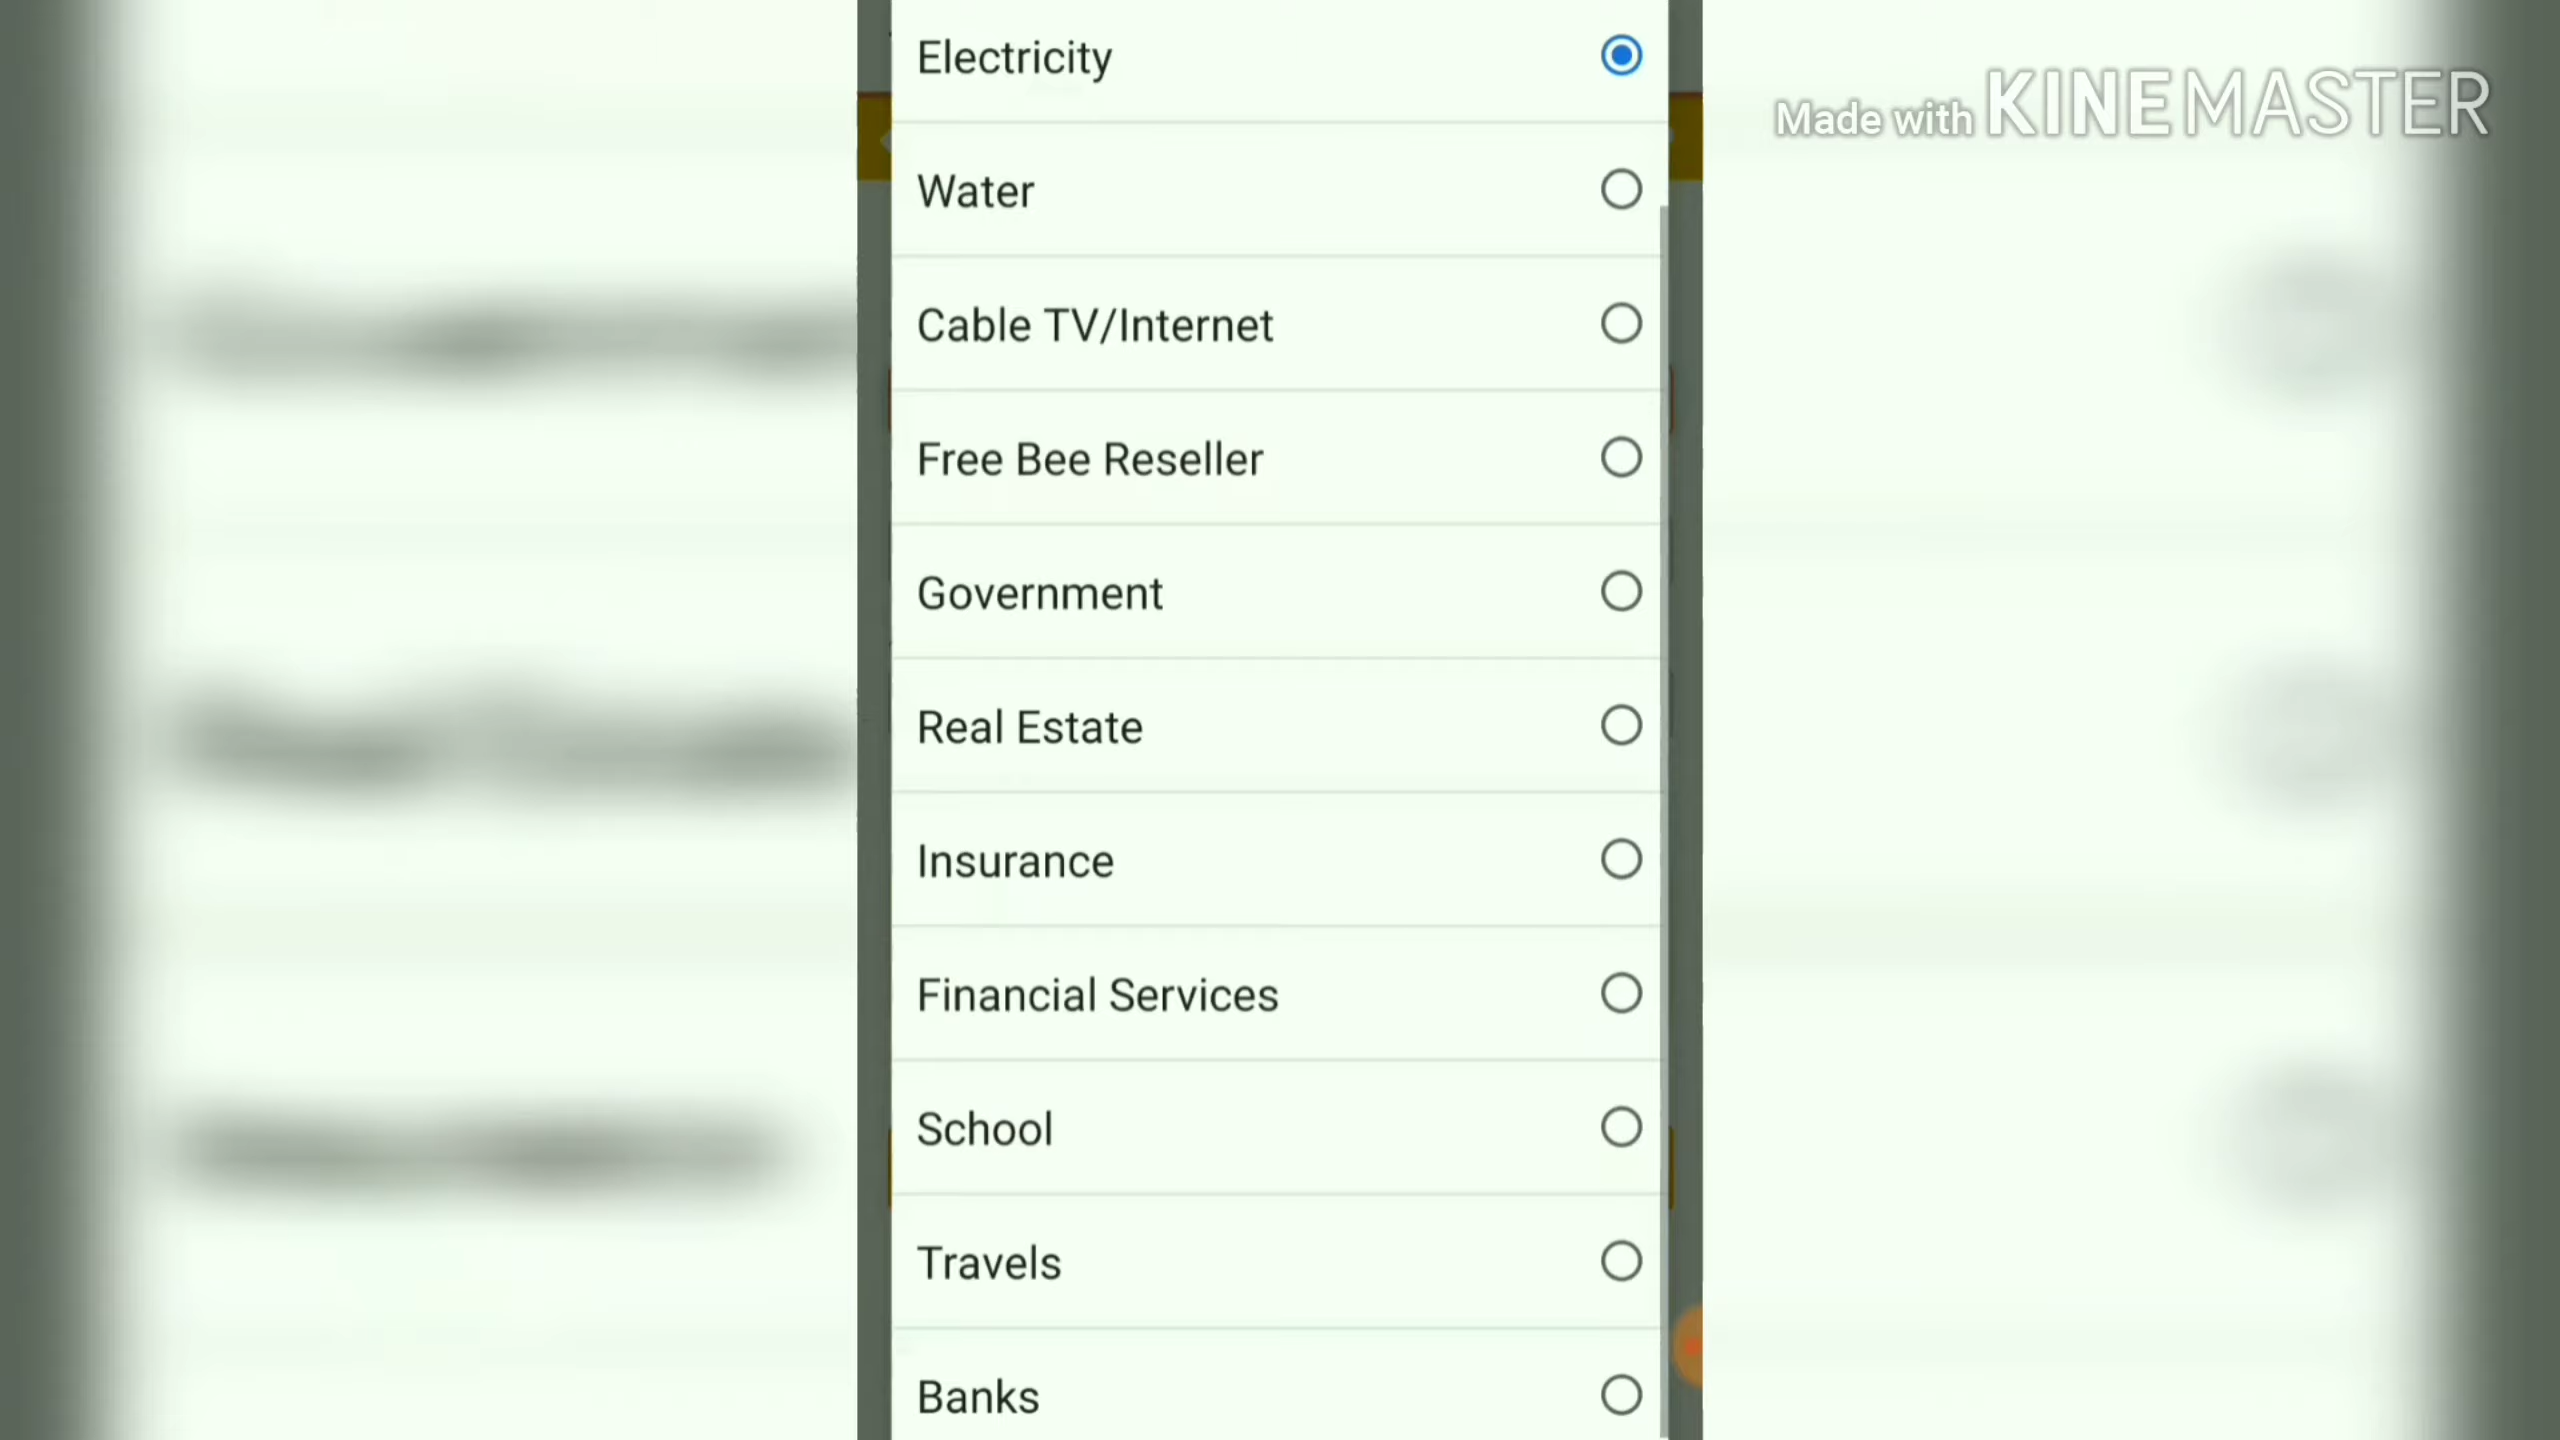 Electricity
Made with KINEMASTER
Water
Cable TV/Internet
Free Bee Reseller
Government
Real Estate
Insurance
Financial Services
School
Travels
Banks